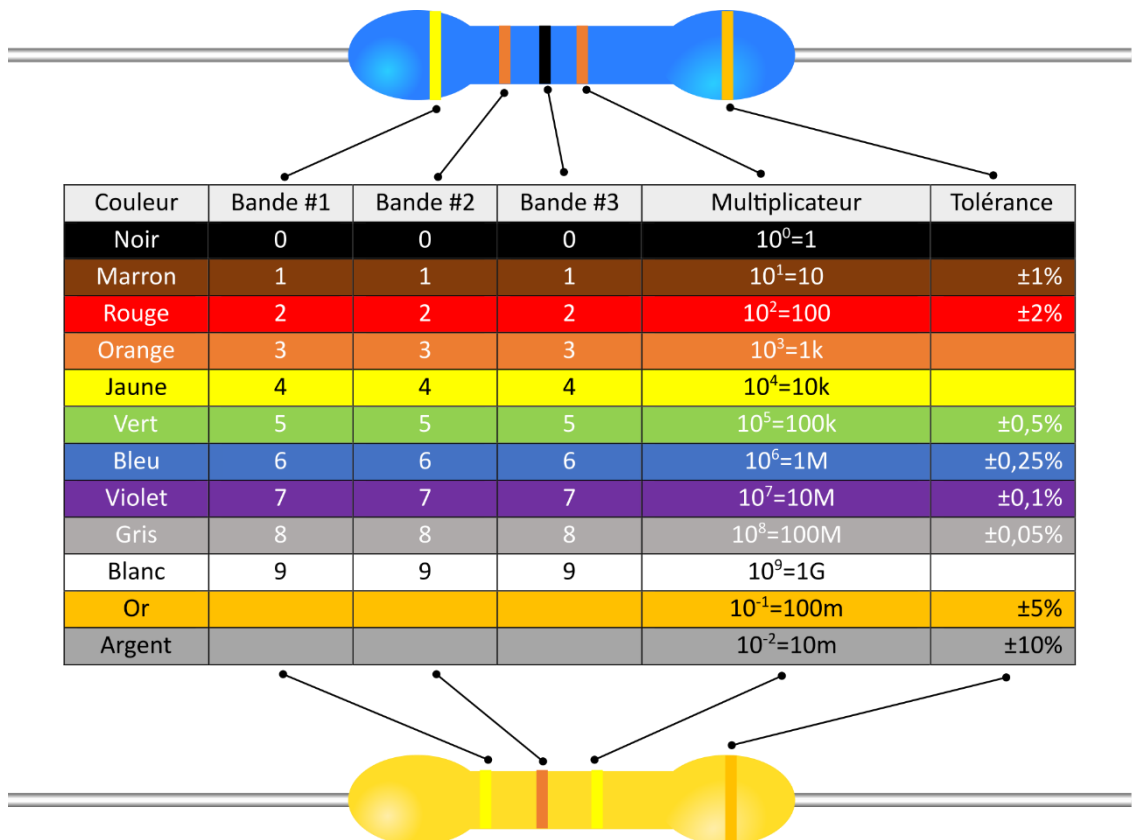 Couleur Bande #1 Bande #2 Bande #3 Multiplicateur Tolérance
Noir 0 0 0 10⁰=1
Marron 1 1 1 10¹=10 ±1%
Rouge 2 2 2 10²=100 ±2%
Orange 3 3 3 10³=1k
Jaune 4 4 4 10⁴=10k
Vert 5 5 5 10⁵=100k ±0,5%
Bleu 6 6 6 10⁶=1M ±0,25%
Violet 7 7 7 10⁷=10M ±0,1%
Gris 8 8 8 10⁸=100M ±0,05%
Blanc 9 9 9 10⁹=1G
Or 10⁻¹=100m ±5%
Argent 10⁻²=10m ±10%